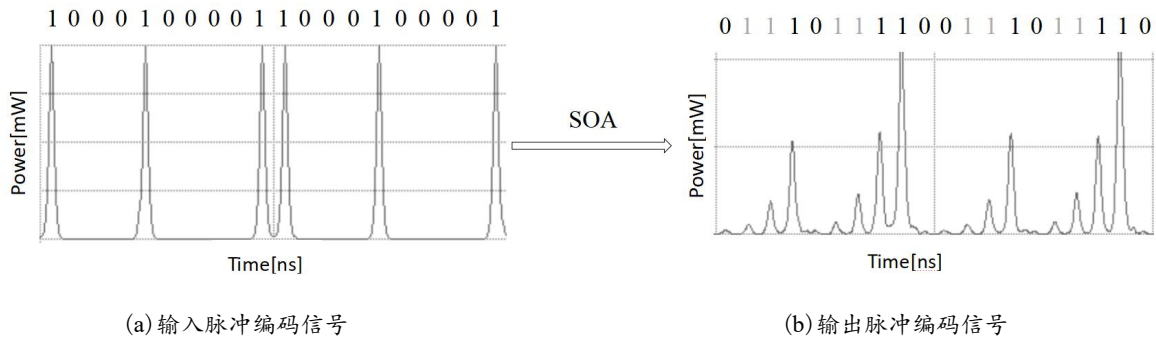 1 0 0 0 1 0 0 0 0 1 1 0 0 0 1 0 0 0 0 1
Power[mW]
Time[ns]
(a)输入脉冲编码信号
SOA
0 1 1 1 0 1 1 1 1 0 0 1 1 1 0 1 1 1 1 0
Power[mW]
Time[ns]
(b)输出脉冲编码信号